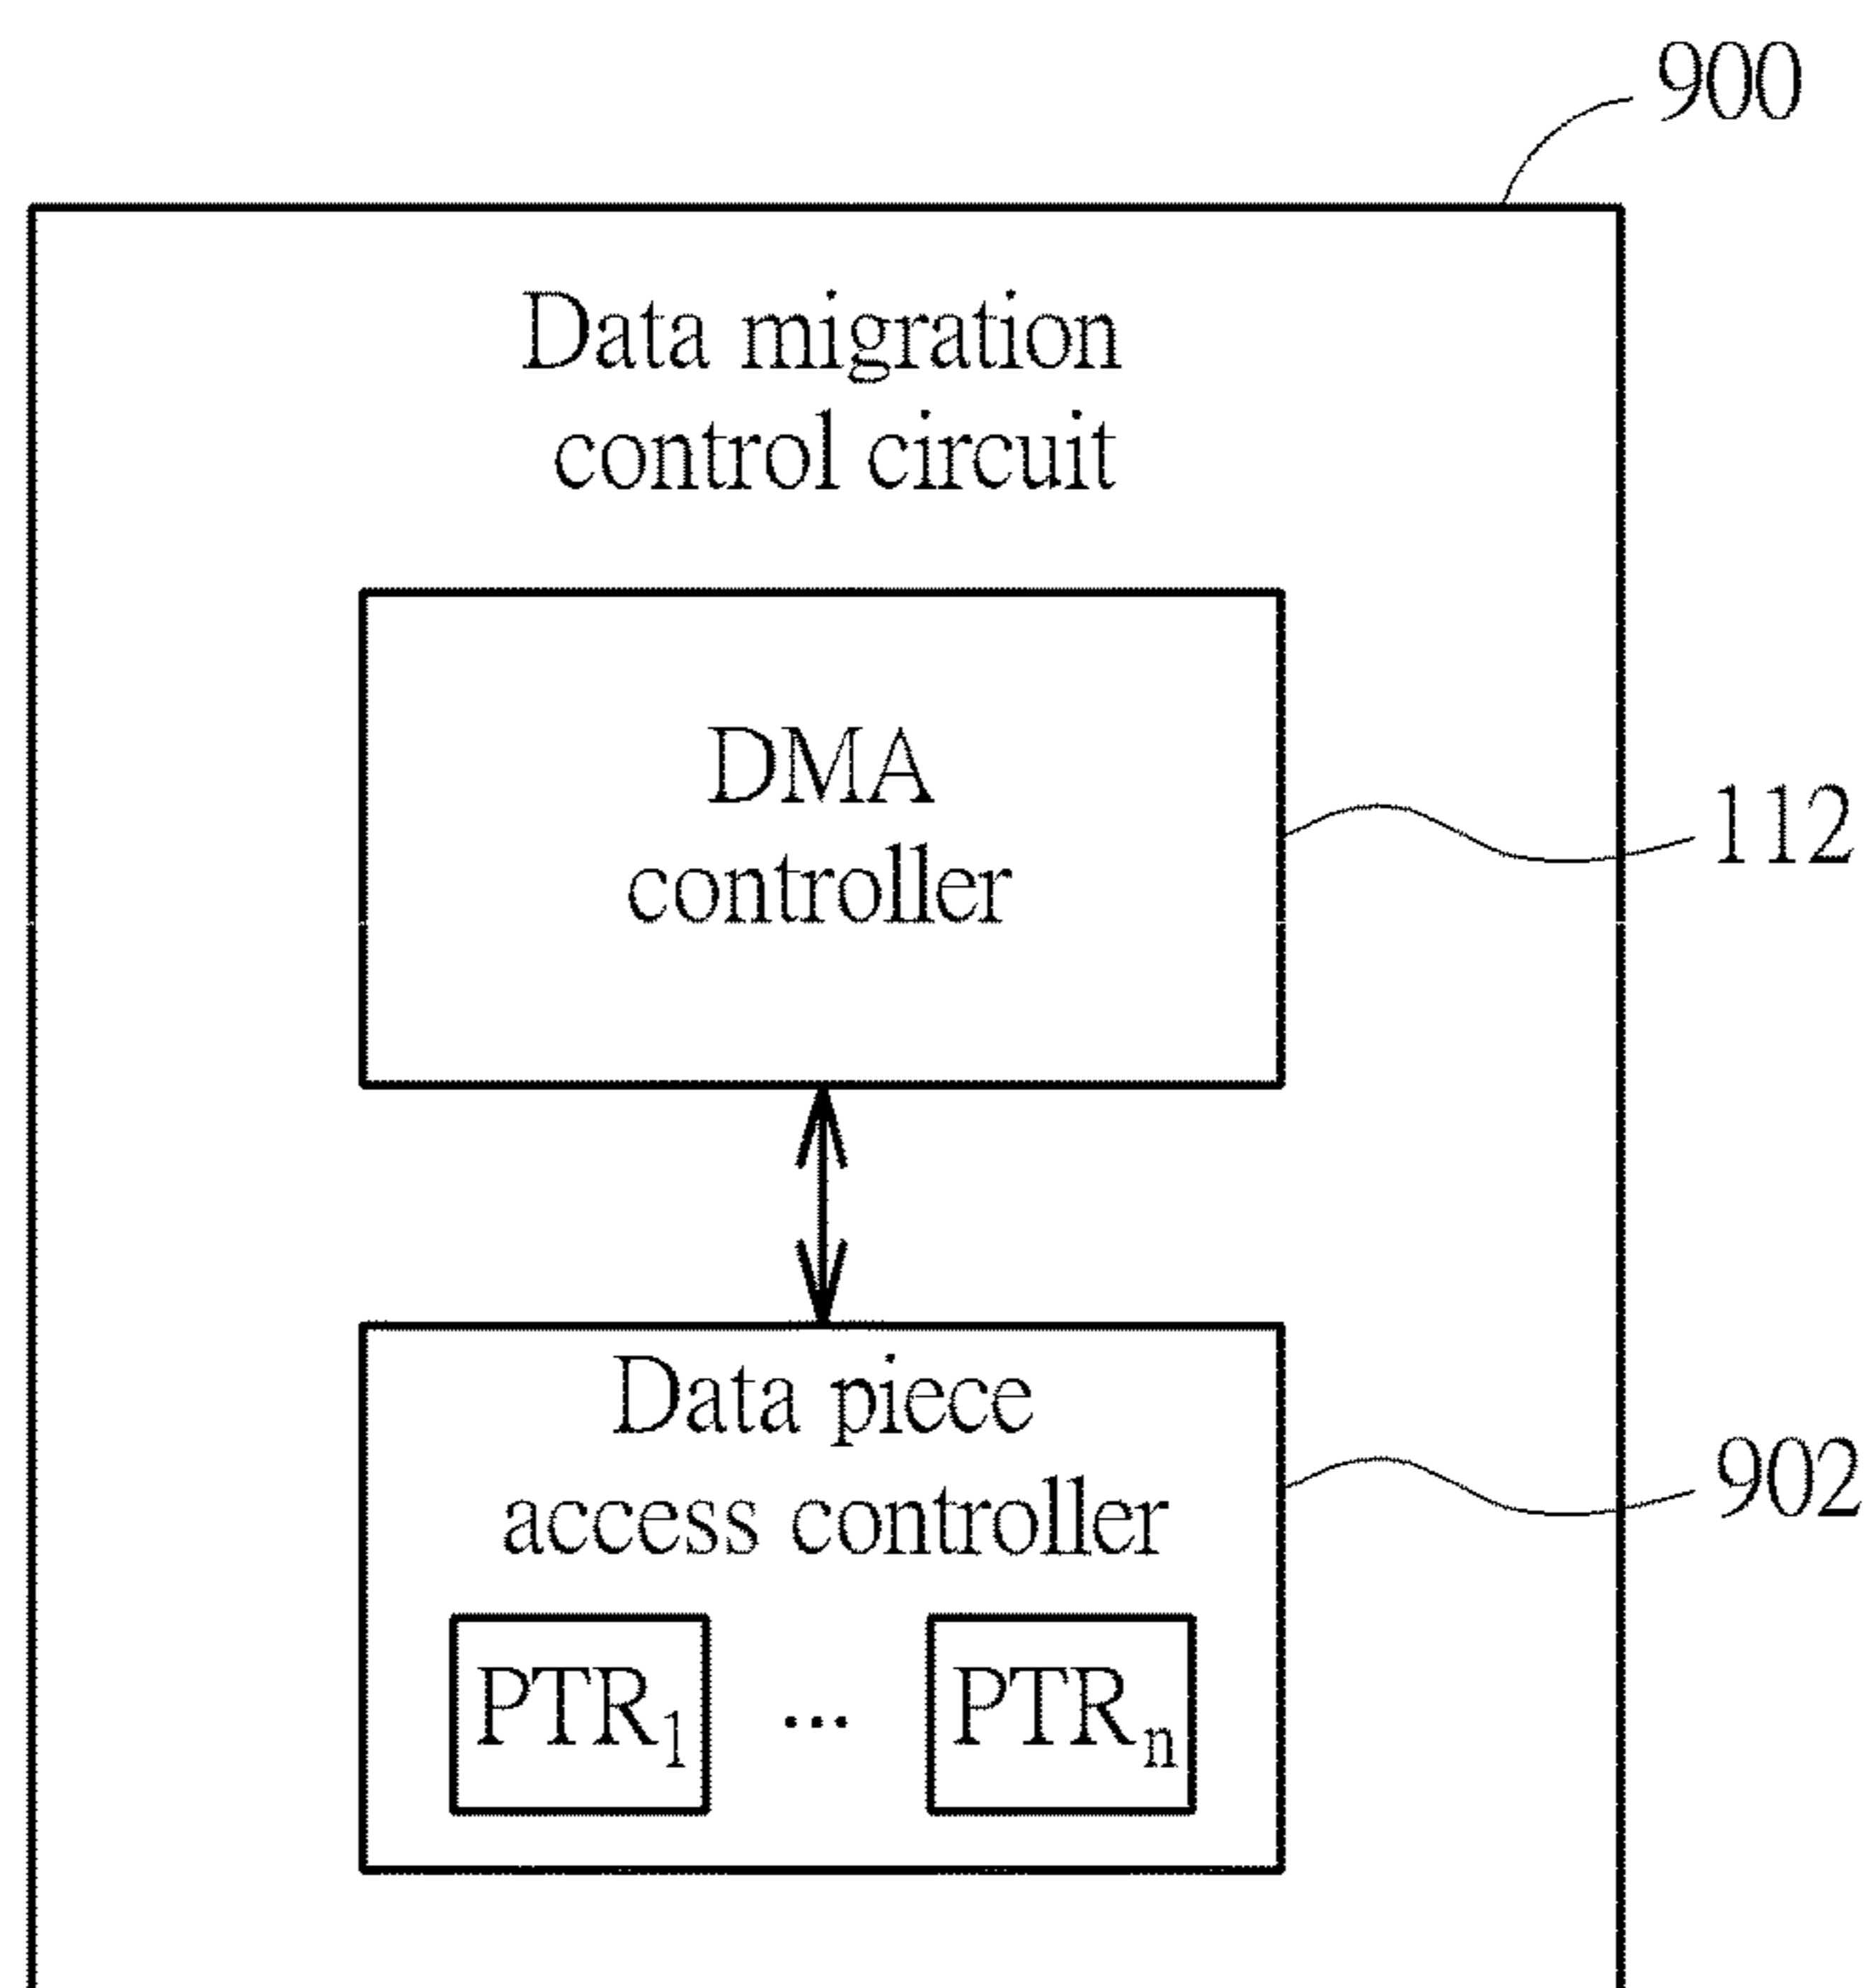 900
Data migration
control circuit
DMA
controller
112
Data piece
access controller
902
PTR1 ... PTRn